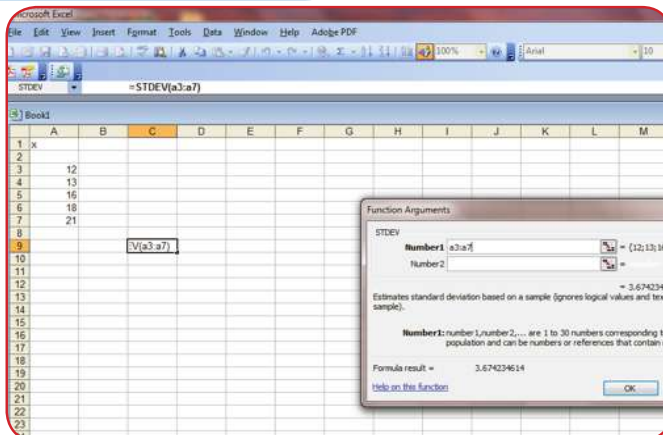 Microsoft Excel
File Edit View Insert Format Tools Data Window Help Adobe PDF
100% Arial 10
STDEV =STDEV(a3:a7)
Book1
A B C D E F G H I J K L M
1 x
2
3 12
4 13
5 16
6 18
7 21
8
9 :V(a3:a7)
10
11
12
13
14
15
16
17
18
19
20
21
22
23
Function Arguments
STDEV
Number1 a3:a7 = {12;13;16
Number2 =
= 3.674234
Estimates standard deviation based on a sample (ignores logical values and tex
sample).
Number1: number1,number2,... are 1 to 30 numbers corresponding t
population and can be numbers or references that contain
Formula result = 3.674234614
Help on this function OK